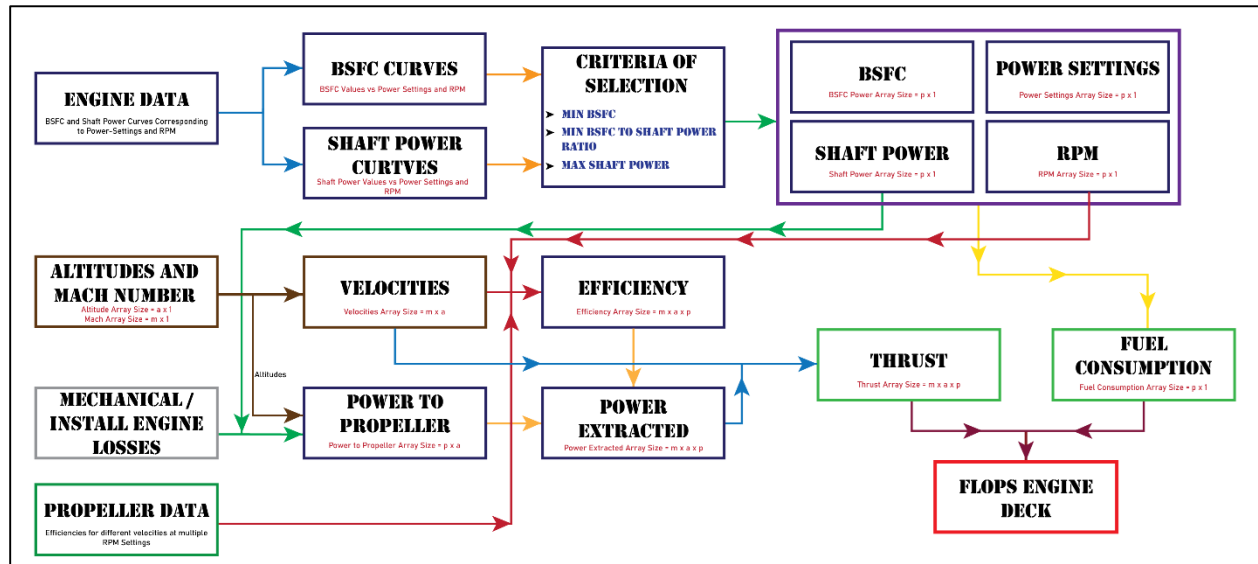 ENGINE DATA
BSFC and Shaft Power Curves Corresponding
to Power-Settings and RPM
BSFC CURVES
BSFC Values vs Power Settings and RPM
SHAFT POWER
CURTVES
Shaft Power Values vs Power Settings and
RPM
CRITERIA OF
SELECTION
➤ MIN BSFC
➤ MIN BSFC TO SHAFT POWER
RATIO
➤ MAX SHAFT POWER
BSFC
BSFC Power Array Size = p x 1
POWER SETTINGS
Power Settings Array Size = p x 1
SHAFT POWER
Shaft Power Array Size = p x 1
RPM
RPM Array Size = p x 1
ALTITUDES AND
MACH NUMBER
Altitude Array Size = a x 1
Mach Array Size = m x 1
VELOCITIES
Velocities Array Size = m x a
EFFICIENCY
Efficiency Array Size = m x a x p
THRUST
Thrust Array Size = m x a x p
FUEL
CONSUMPTION
Fuel Consumption Array Size = p x 1
Altitudes
MECHANICAL /
INSTALL ENGINE
LOSSES
POWER TO
PROPELLER
Power to Propeller Array Size = p x a
POWER
EXTRACTED
Power Extracted Array Size = m x a x p
PROPELLER DATA
Efficiencies for different velocities at multiple
RPM Settings
FLOPS ENGINE
DECK